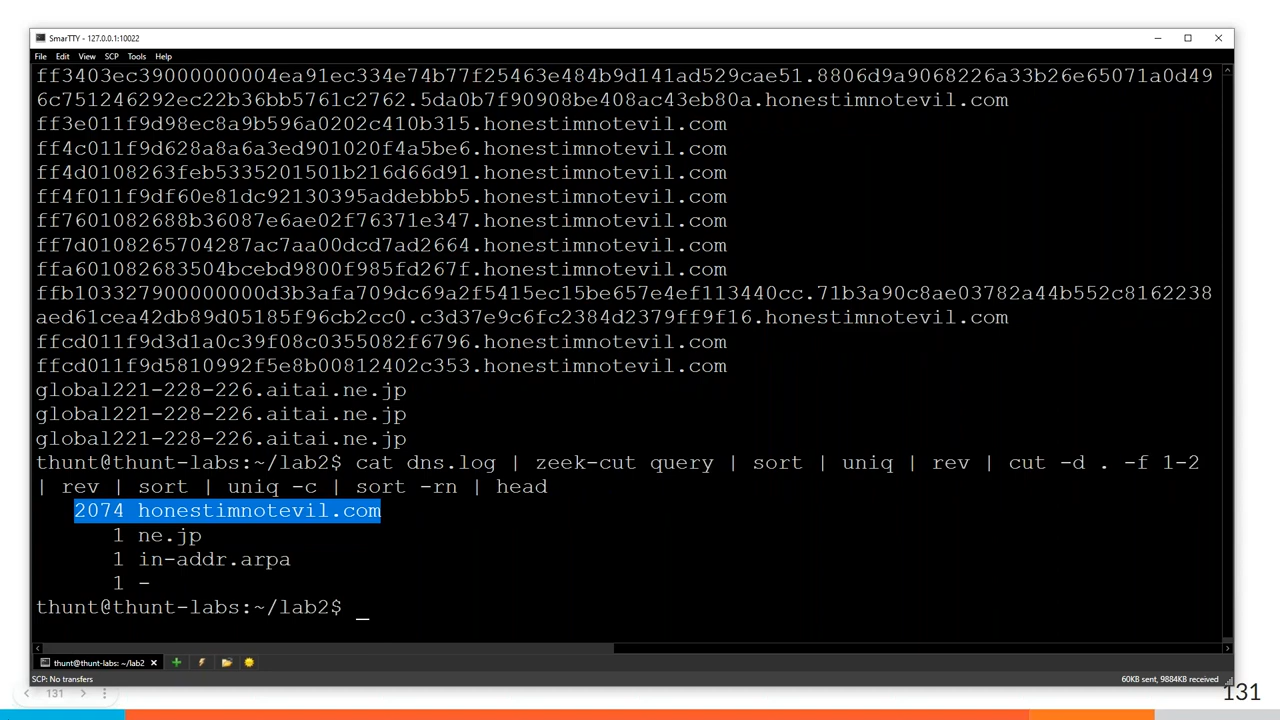 SmarTTY - 127.0.0.1:10022
File Edit View SCP Tools Help
ff3403ec39000000004ea91ec334e74b77f25463e484b9d141ad529cae51.8806d9a9068226a33b26e65071a0d49
6c751246292ec22b36bb5761c2762.5da0b7f90908be408ac43eb80a.honestimnotevil.com
ff3e011f9d98ec8a9b596a0202c410b315.honestimnotevil.com
ff4c011f9d628a8a6a3ed901020f4a5be6.honestimnotevil.com
ff4d0108263feb5335201501b216d66d91.honestimnotevil.com
ff4f011f9df60e81dc92130395addebbb5.honestimnotevil.com
ff7601082688b36087e6ae02f76371e347.honestimnotevil.com
ff7d0108265704287ac7aa00dcd7ad2664.honestimnotevil.com
ffa601082683504bcebd9800f985fd267f.honestimnotevil.com
ffb103327900000000d3b3afa709dc69a2f5415ec15be657e4ef113440cc.71b3a90c8ae03782a44b552c8162238
aed61cea42db89d05185f96cb2cc0.c3d37e9c6fc2384d2379ff9f16.honestimnotevil.com
ffcd011f9d3d1a0c39f08c0355082f6796.honestimnotevil.com
ffcd011f9d5810992f5e8b00812402c353.honestimnotevil.com
global221-228-226.aitai.ne.jp
global221-228-226.aitai.ne.jp
global221-228-226.aitai.ne.jp
thunt@thunt-labs:~/lab2$ cat dns.log | zeek-cut query | sort | uniq | rev | cut -d . -f 1-2
| rev | sort | uniq -c | sort -rn | head
2074 honestimnotevil.com
1 ne.jp
1 in-addr.arpa
1 -
thunt@thunt-labs:~/lab2$ _
thunt@thunt-labs: ~/lab2
SCP: No transfers
60KB sent, 9884KB received
131
131